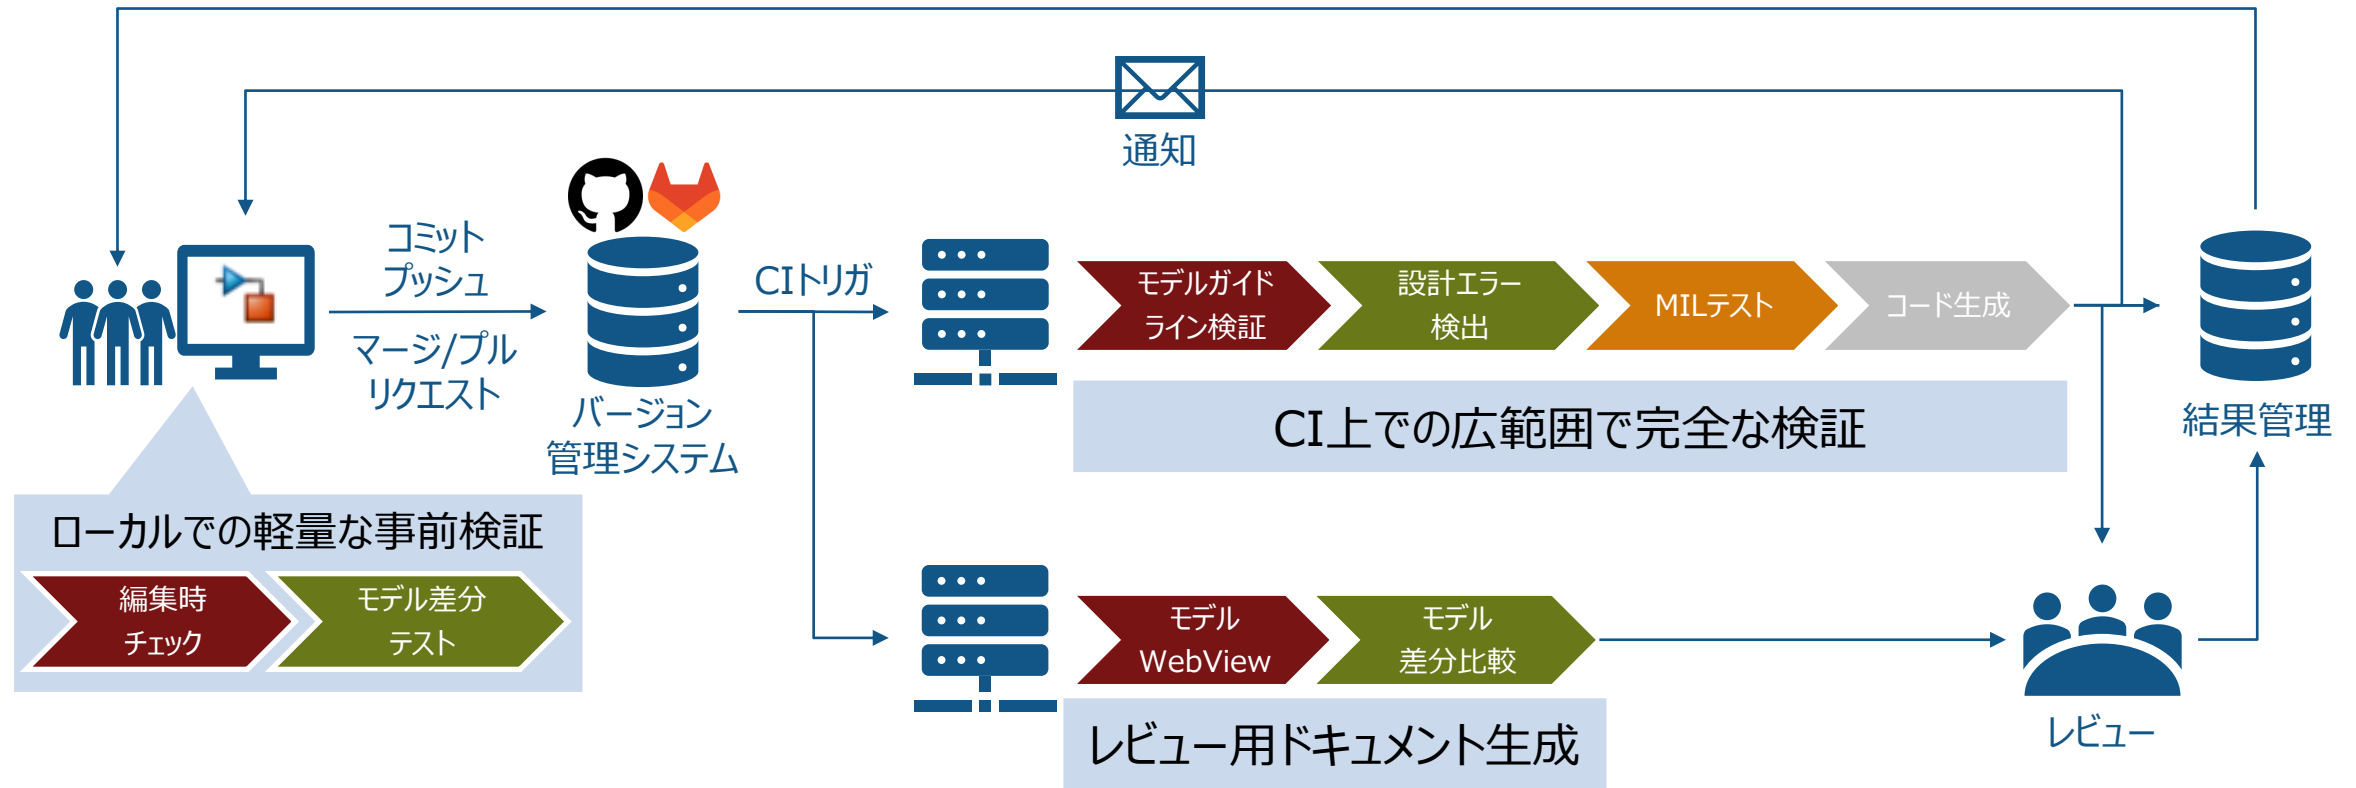 通知
コミット
プッシュ
マージ/プル
リクエスト
バージョン
管理システム
CIトリガ
モデルガイド
ライン検証
設計エラー
検出
MILテスト
コード生成
CI上での広範囲で完全な検証
結果管理
ローカルでの軽量な事前検証
編集時
チェック
モデル差分
テスト
モデル
WebView
モデル
差分比較
レビュー用ドキュメント生成
レビュー